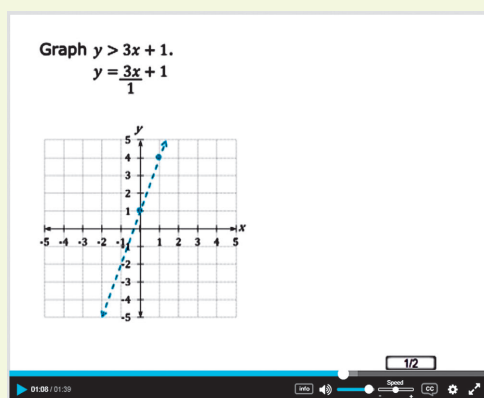 Graph y > 3x + 1.
y = 3x + 1
1
y
5
4
3
2
1
x
-5 -4 -3 -2 -1 1 2 3 4 5
-1
-2
-3
-4
-5
1/2
01:08 / 01:39
info
Speed
- +
CC